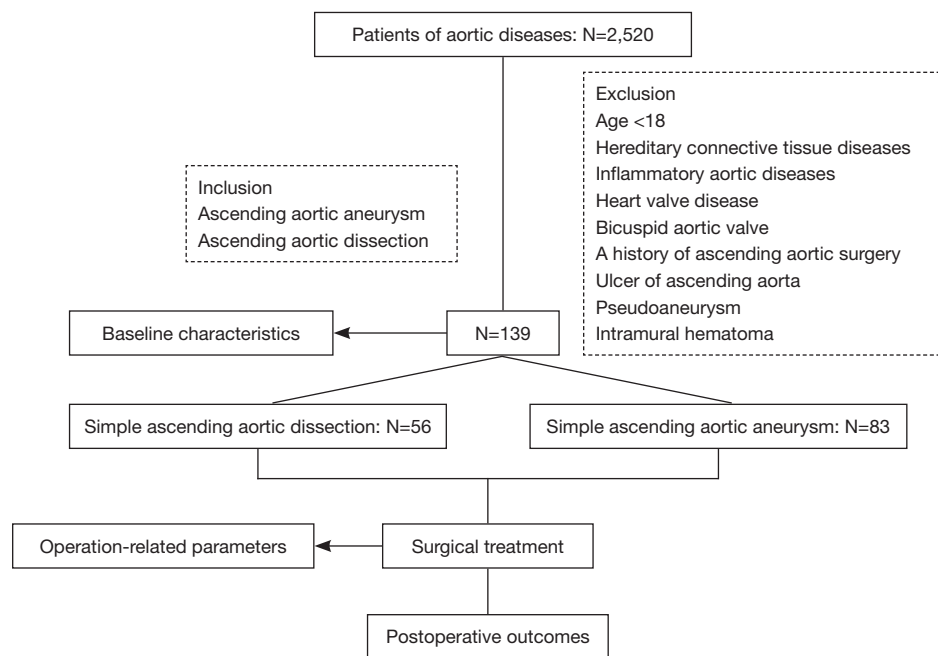 Patients of aortic diseases: N=2,520
Exclusion
Age <18
Hereditary connective tissue diseases
Inflammatory aortic diseases
Heart valve disease
Bicuspid aortic valve
A history of ascending aortic surgery
Ulcer of ascending aorta
Pseudoaneurysm
Intramural hematoma
Inclusion
Ascending aortic aneurysm
Ascending aortic dissection
Baseline characteristics
N=139
Simple ascending aortic dissection: N=56
Simple ascending aortic aneurysm: N=83
Operation-related parameters
Surgical treatment
Postoperative outcomes